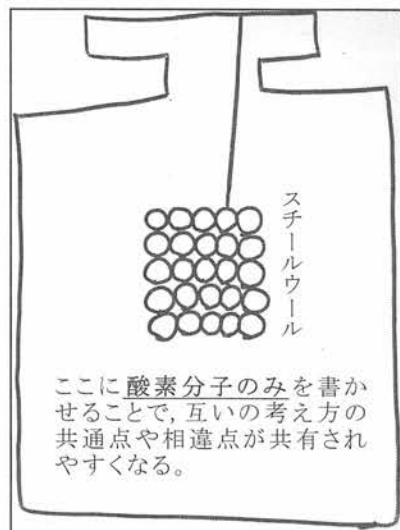 スチールウール
ここに酸素分子のみを書か
せることで，互いの考え方の
共通点や相違点が共有され
やすくなる。